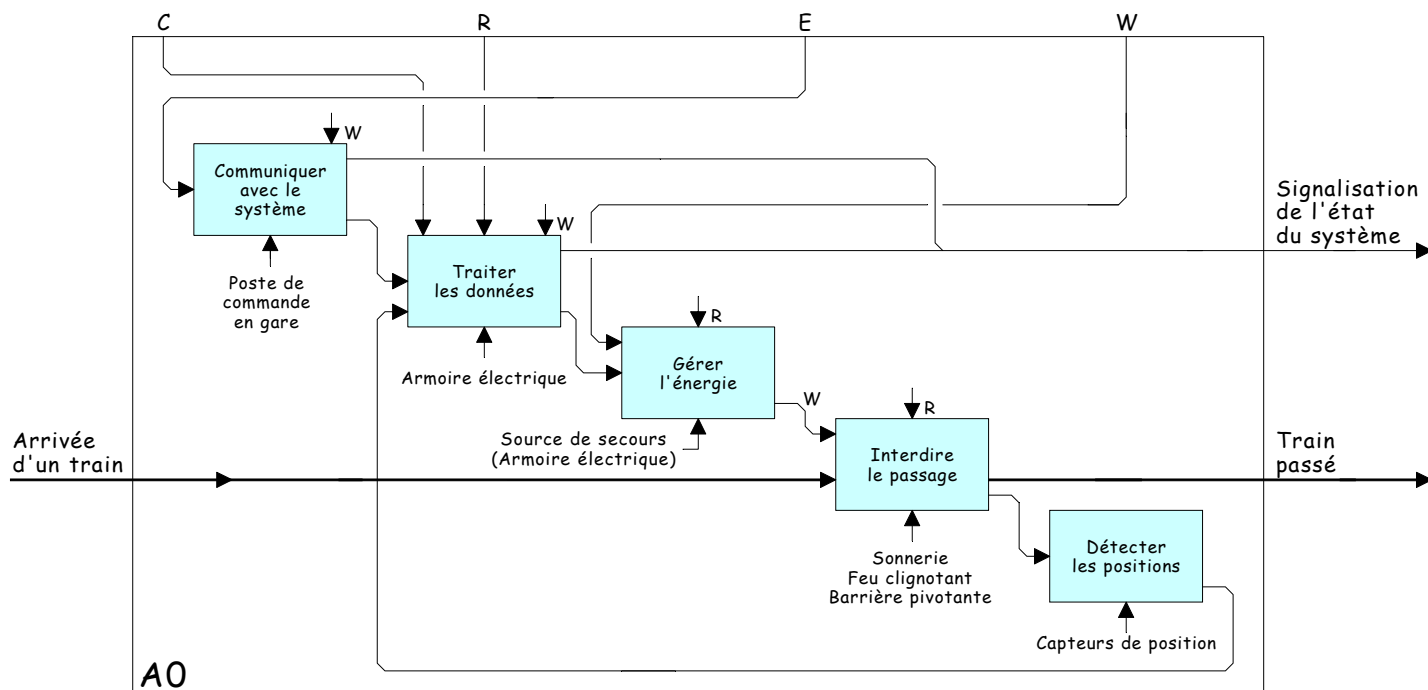 C
R
E
W
W
Communiquer
avec le
système
Signalisation
de l'état
du système
W
Traiter
les données
Poste de
commande
en gare
R
Armoire électrique
Gérer
l'énergie
W
R
Source de secours
(Armoire électrique)
Arrivée
d'un train
Interdire
le passage
Train
passé
Sonnerie
Feu clignotant
Barrière pivotante
Détecter
les positions
Capteurs de position
A0